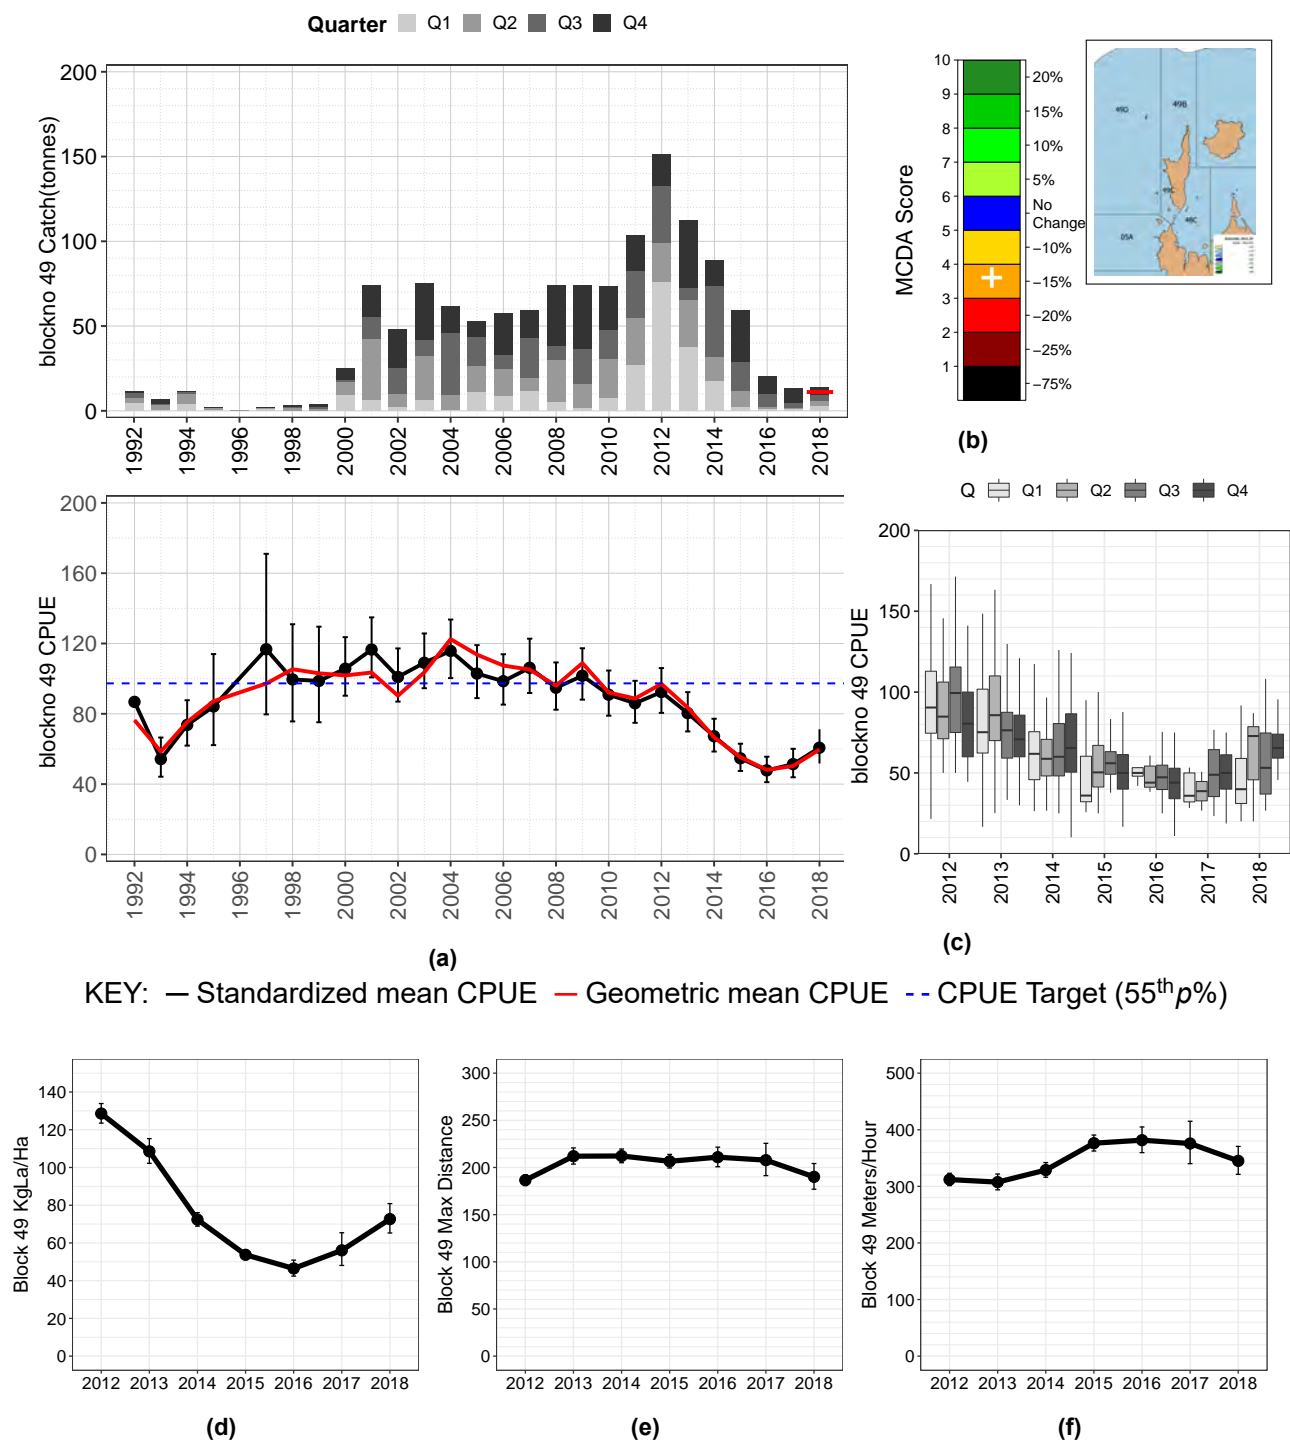 Quarter Q1 Q2 Q3 Q4
blockno 49 Catch(tonnes)
200
150
100
50
0
1992 1994 1996 1998 2000 2002 2004 2006 2008 2010 2012 2014 2016 2018
blockno 49 CPUE
200
160
120
80
40
0
1992 1994 1996 1998 2000 2002 2004 2006 2008 2010 2012 2014 2016 2018
(a)
MCDA Score
10
9
8
7
6
5
4
3
2
1
20%
15%
10%
5%
No
Change
−10%
−15%
−20%
−25%
−75%
(b)
49D
49B
49C
48C
05A
Q Q1 Q2 Q3 Q4
blockno 49 CPUE
200
150
100
50
0
2012 2013 2014 2015 2016 2017 2018
(c)
KEY: Standardized mean CPUE Geometric mean CPUE CPUE Target (55th p%)
Block 49 KgLa/Ha
140
120
100
80
60
40
20
0
2012 2013 2014 2015 2016 2017 2018
(d)
Block 49 Max Distance
300
250
200
150
100
50
0
2012 2013 2014 2015 2016 2017 2018
(e)
Block 49 Meters/Hour
500
400
300
200
100
0
2012 2013 2014 2015 2016 2017 2018
(f)